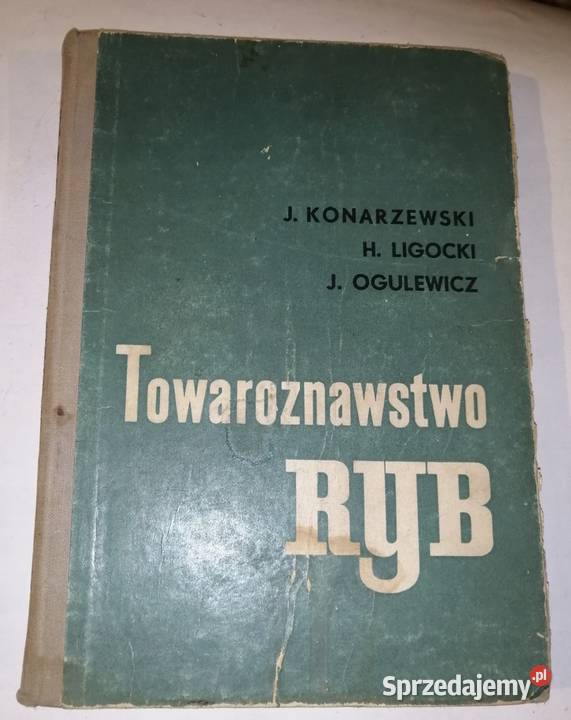 J. KONARZEWSKI
H. LIGOCKI
J. OGULEWICZ
Towaroznawstwo
RYB
Sprzedajemy.pl